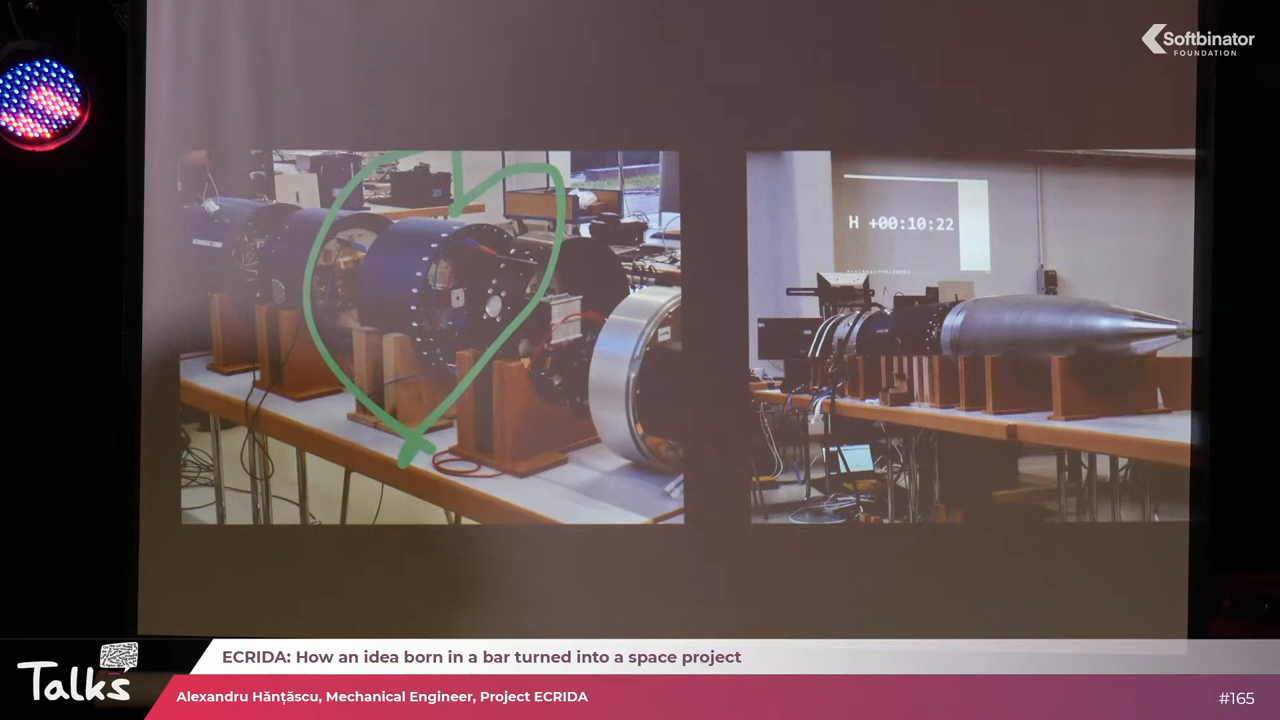 Softbinator
FOUNDATION
H +00:10:22
Talks
ECRIDA: How an idea born in a bar turned into a space project
Alexandru Hănțăscu, Mechanical Engineer, Project ECRIDA
#165